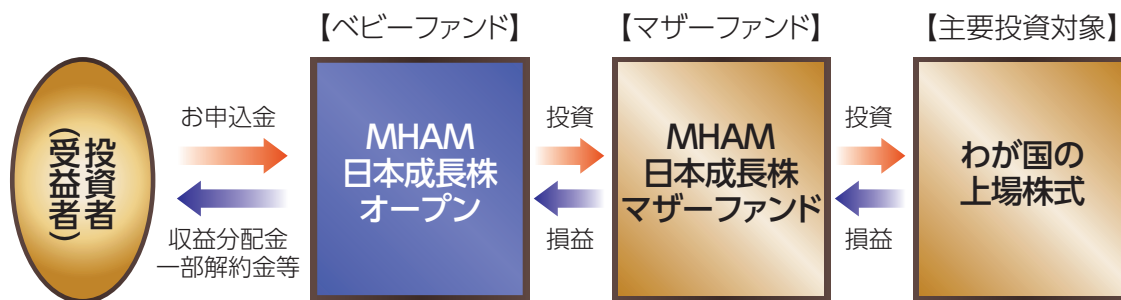 【ベビーファンド】
【マザーファンド】
【主要投資対象】
投資者
(受益者)
お申込金
収益分配金
一部解約金等
MHAM
日本成長株
オープン
投資
損益
MHAM
日本成長株
マザーファンド
投資
損益
わが国の
上場株式